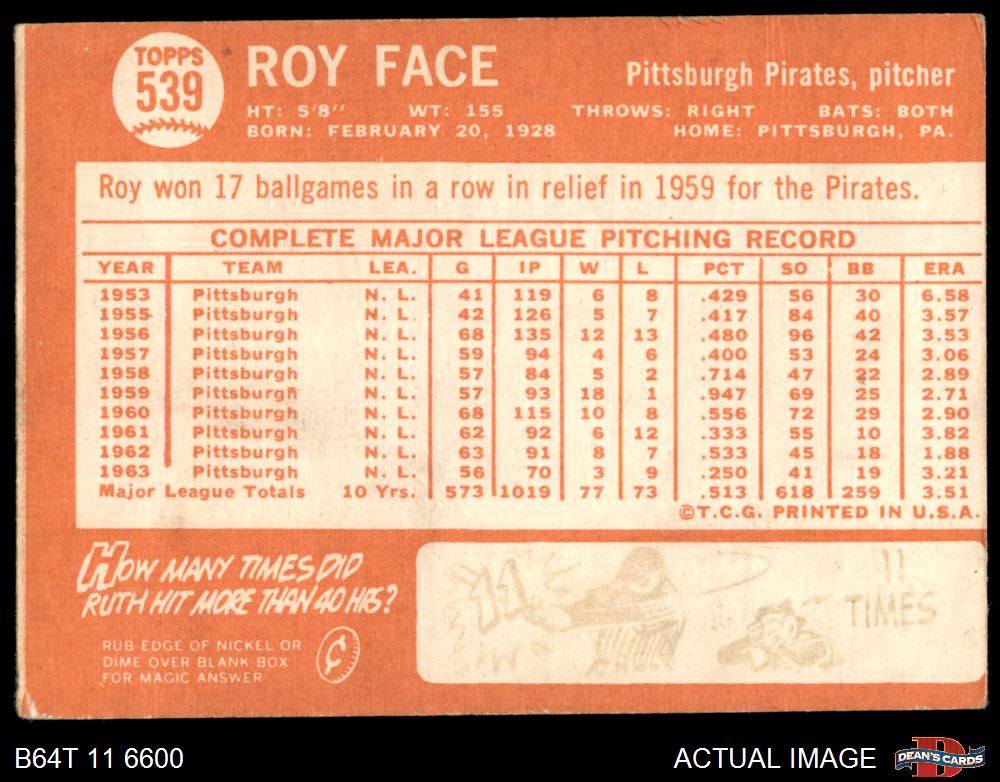 TOPPS
539
ROY FACE
Pittsburgh Pirates, pitcher
HT: 5'8" WT: 155 THROWS: RIGHT BATS: BOTH
BORN: FEBRUARY 20, 1928 HOME: PITTSBURGH, PA.
Roy won 17 ballgames in a row in relief in 1959 for the Pirates.
COMPLETE MAJOR LEAGUE PITCHING RECORD
YEAR TEAM LEA. G IP W L PCT SO BB ERA
1953 Pittsburgh N. L. 41 119 6 8 .429 56 30 6.58
1955 Pittsburgh N. L. 42 126 5 7 .417 84 40 3.57
1956 Pittsburgh N. L. 68 135 12 13 .480 96 42 3.53
1957 Pittsburgh N. L. 59 94 4 6 .400 53 24 3.06
1958 Pittsburgh N. L. 57 84 5 2 .714 47 22 2.89
1959 Pittsburgh N. L. 57 93 18 1 .947 69 25 2.71
1960 Pittsburgh N. L. 68 115 10 8 .556 72 29 2.90
1961 Pittsburgh N. L. 62 92 6 12 .333 55 10 3.82
1962 Pittsburgh N. L. 63 91 8 7 .533 45 18 1.88
1963 Pittsburgh N. L. 56 70 3 9 .250 41 19 3.21
Major League Totals 10 Yrs. 573 1019 77 73 .513 618 259 3.51
©T.C.G. PRINTED IN U.S.A.
HOW MANY TIMES DID
RUTH HIT MORE THAN 40 HRS?
RUB EDGE OF NICKEL OR
DIME OVER BLANK BOX
FOR MAGIC ANSWER
¢
11
11
TIMES
B64T 11 6600
ACTUAL IMAGE
D
DEAN'S CARDS